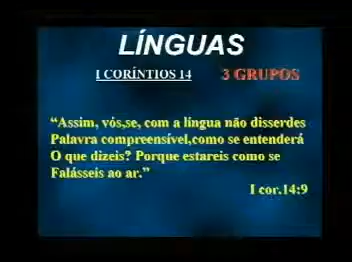 LÍNGUAS
I CORÍNTIOS 14 3 GRUPOS
“Assim, vós,se, com a língua não disserdes
Palavra compreensível,como se entenderá
O que dizeis? Porque estareis como se
Falásseis ao ar.”
I cor.14:9